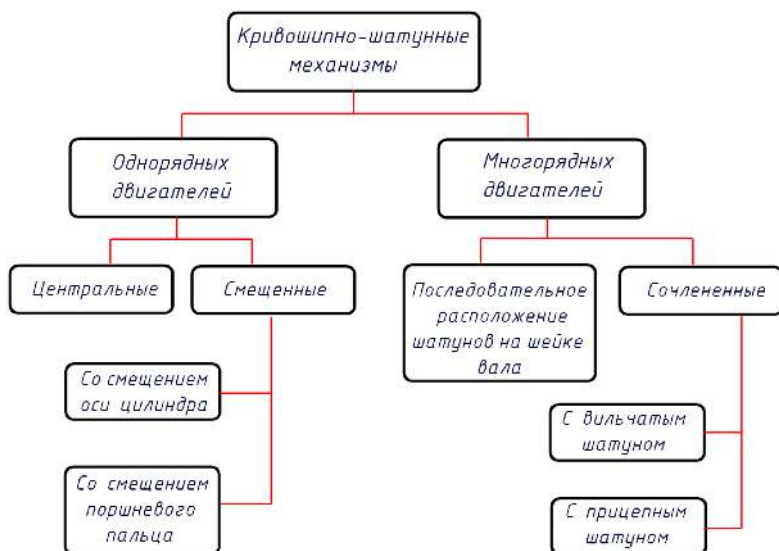 Кривошипно-шатунные
механизмы
Однорядных
двигателей
Многорядных
двигателей
Центральные
Смещенные
Последовательное
расположение
шатунов на шейке
вала
Сочлененные
Со смещением
оси цилиндра
С вильчатым
шатуном
Со смещением
поршневого
пальца
С прицепным
шатуном